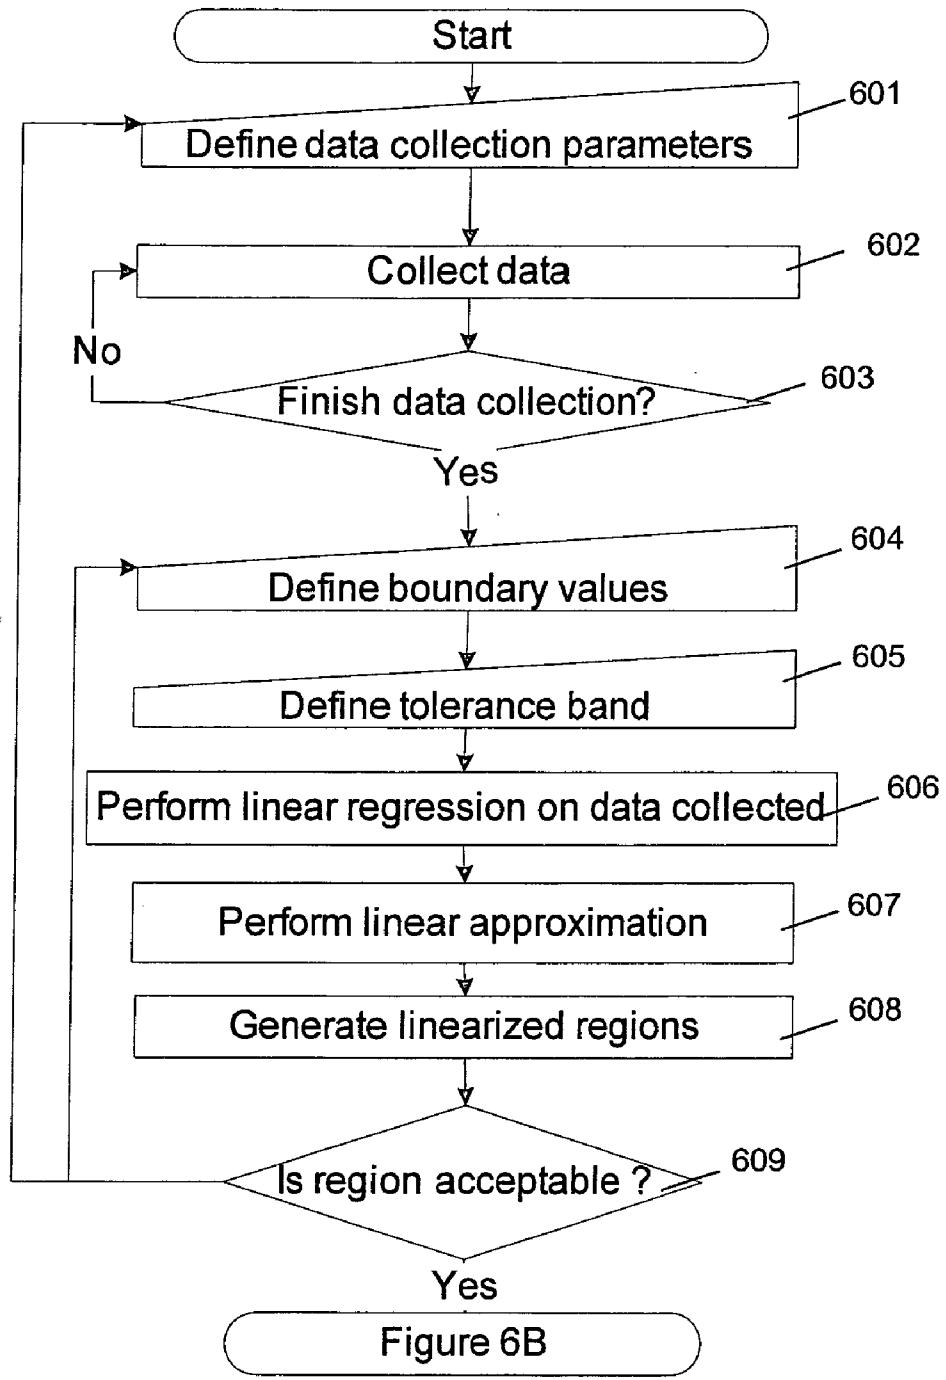 Start
601
Define data collection parameters
602
Collect data
No
603
Finish data collection?
Yes
604
Define boundary values
605
Define tolerance band
606
Perform linear regression on data collected
607
Perform linear approximation
608
Generate linearized regions
609
Is region acceptable ?
Yes
Figure 6B